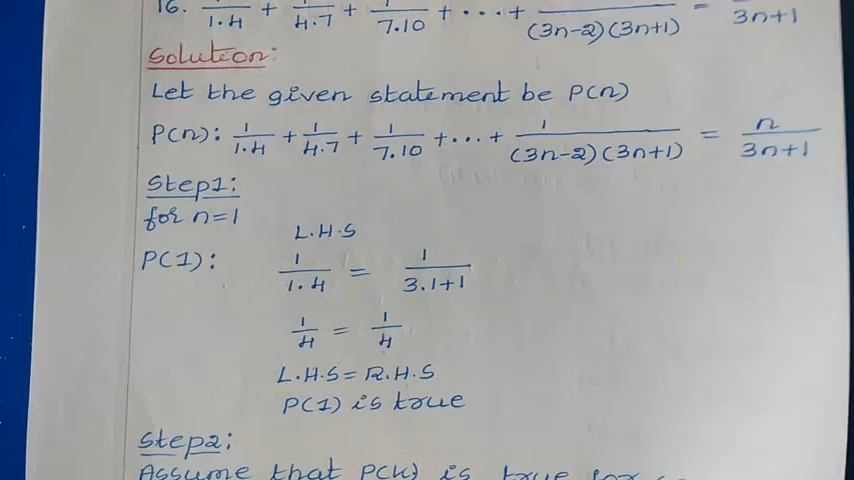 16. 1/1.4 + 1/4.7 + 1/7.10 + ... + 1/(3n-2)(3n+1) = n/3n+1
Solution:
Let the given statement be P(n)
P(n): 1/1.4 + 1/4.7 + 1/7.10 + ... + 1/(3n-2)(3n+1) = n/3n+1
Step1:
for n=1
L.H.S
P(1): 1/1.4 = 1/3.1+1
1/4 = 1/4
L.H.S = R.H.S
P(1) is true
Step2:
Assume that P(k) is true for